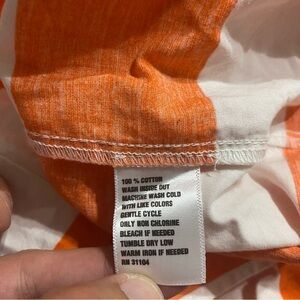 100 % COTTON
WASH INSIDE OUT
MACHINE WASH COLD
WITH LIKE COLORS
GENTLE CYCLE
ONLY NON CHLORINE
BLEACH IF NEEDED
TUMBLE DRY LOW
WARM IRON IF NEEDED
RN 31104